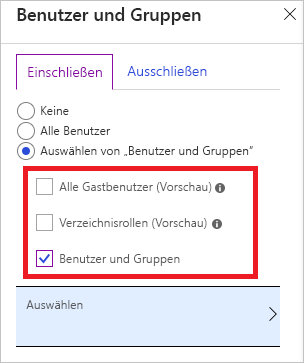 Benutzer und Gruppen
Einschließen Ausschließen
Keine
Alle Benutzer
Auswählen von „Benutzer und Gruppen“
Alle Gastbenutzer (Vorschau)
Verzeichnisrollen (Vorschau)
Benutzer und Gruppen
Auswählen